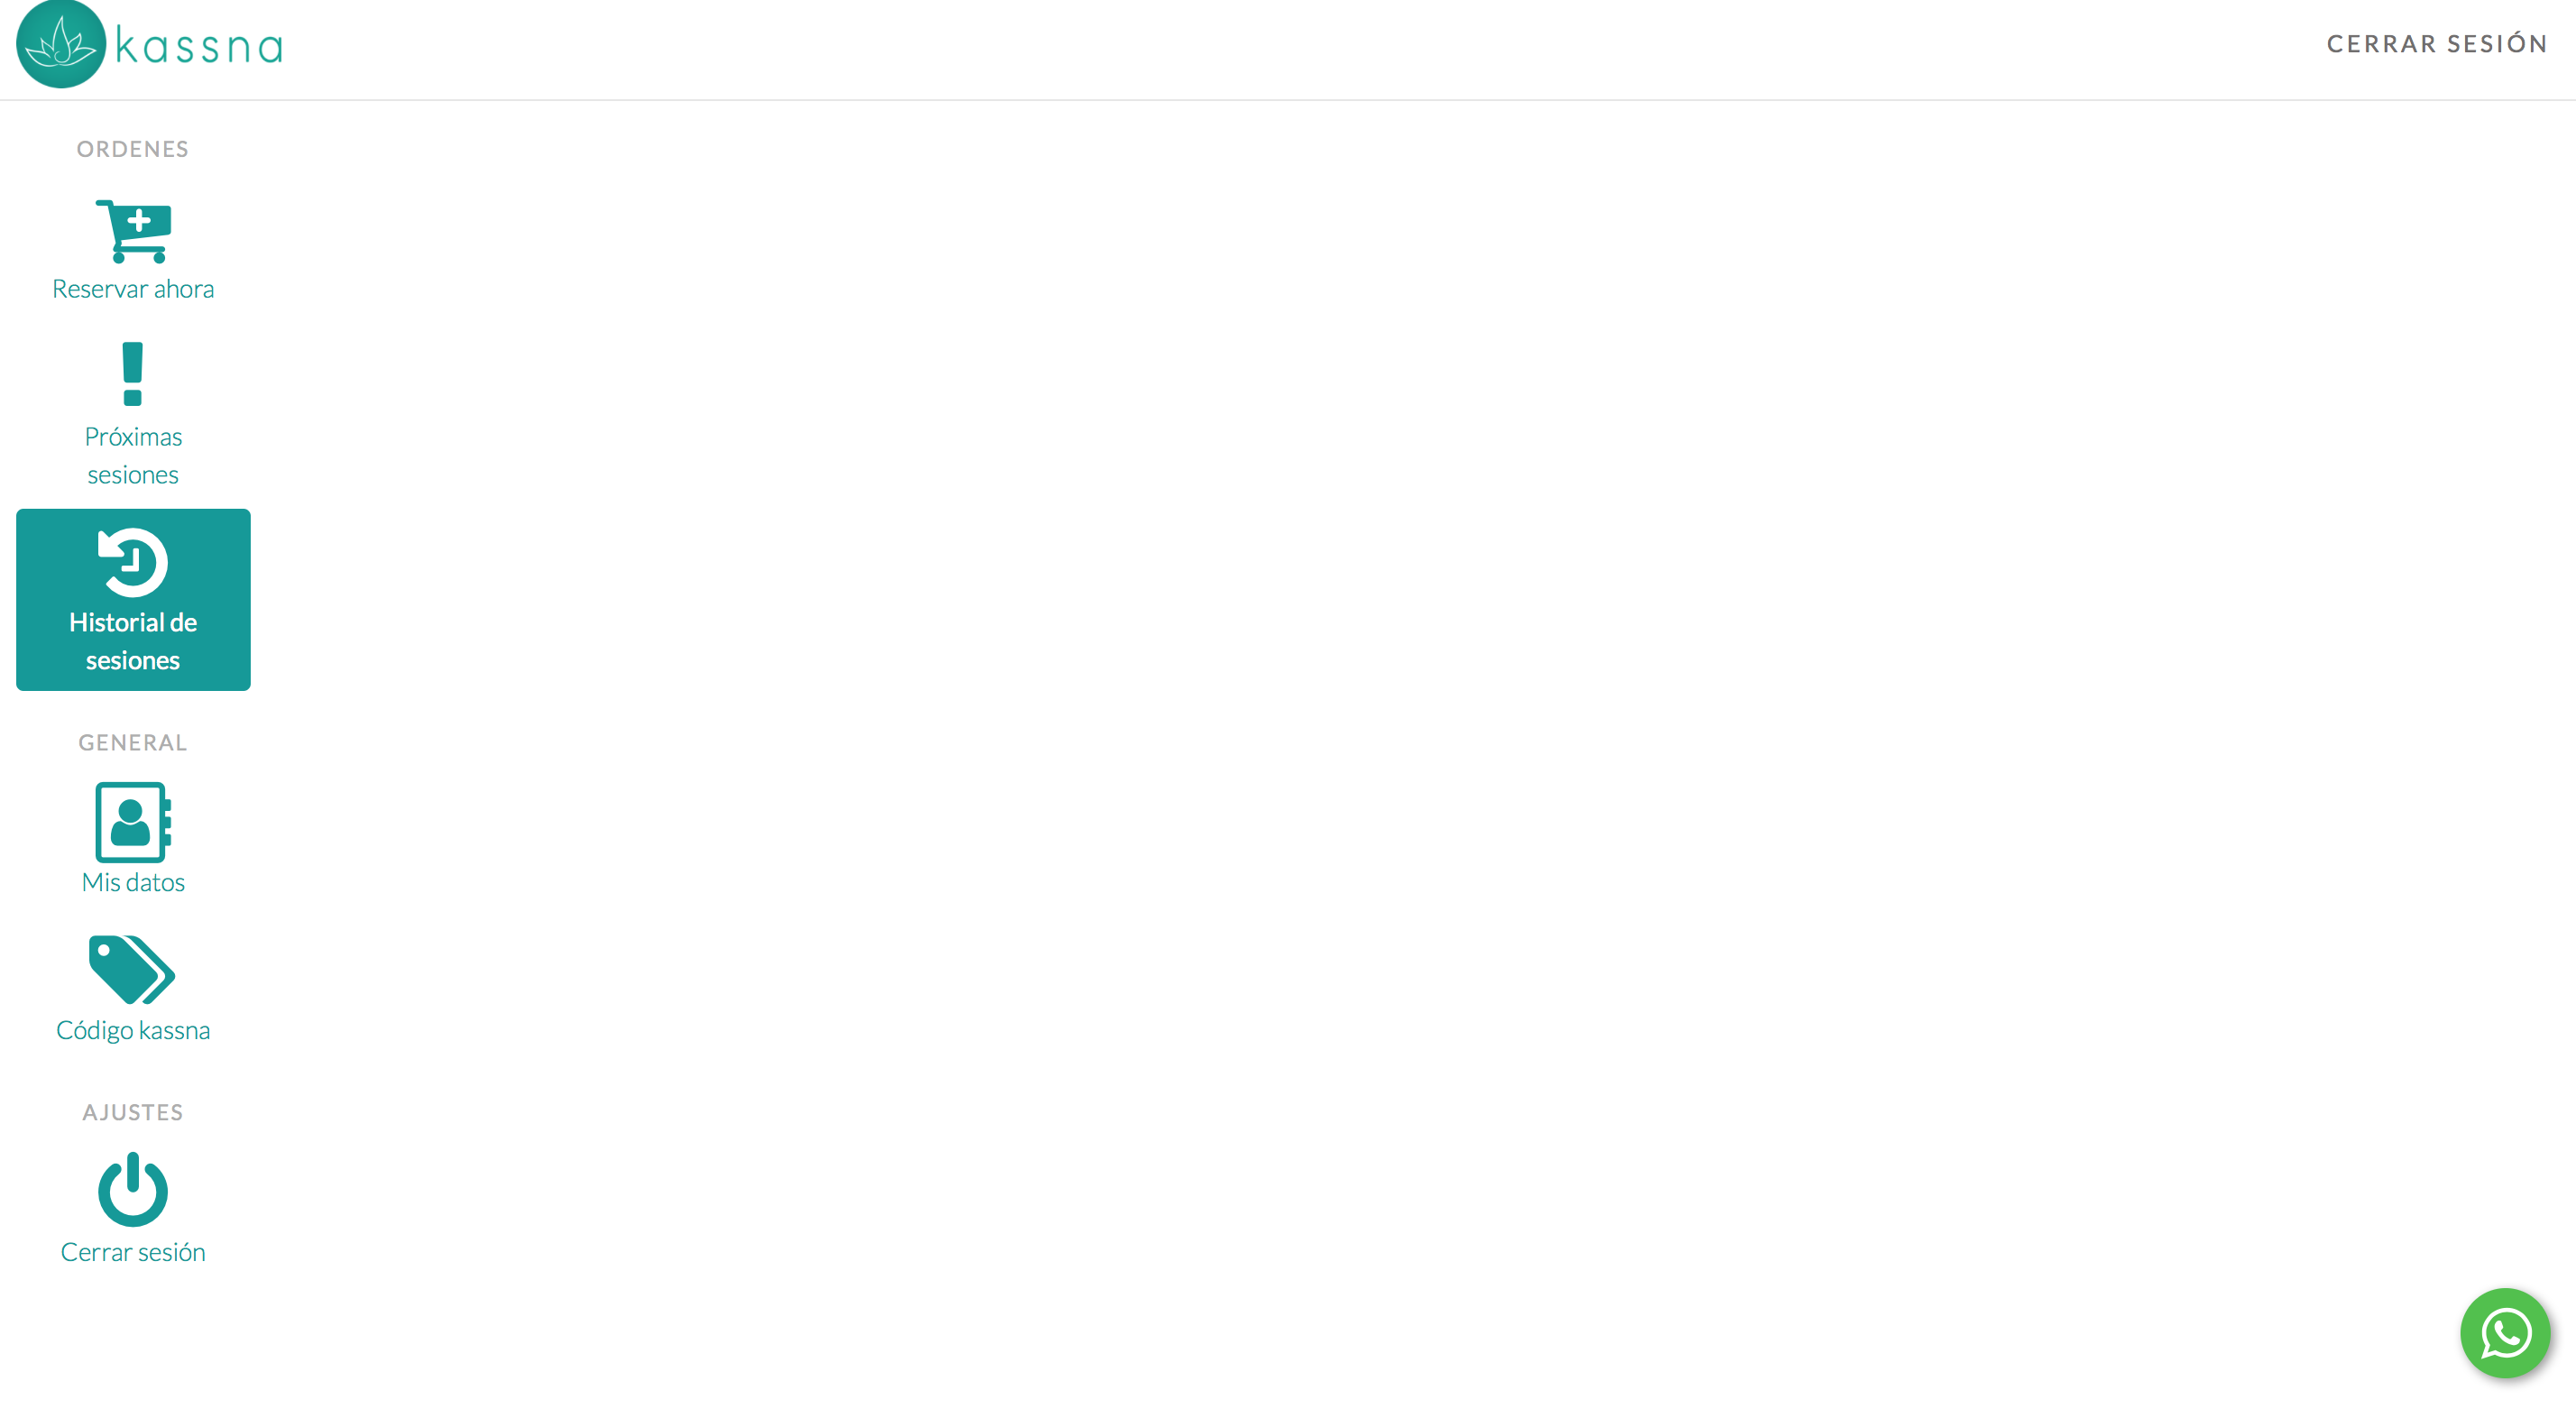 kassna
CERRAR SESIÓN
ORDENES
Reservar ahora
Próximas
sesiones
Historial de
sesiones
GENERAL
Mis datos
Código kassna
AJUSTES
Cerrar sesión